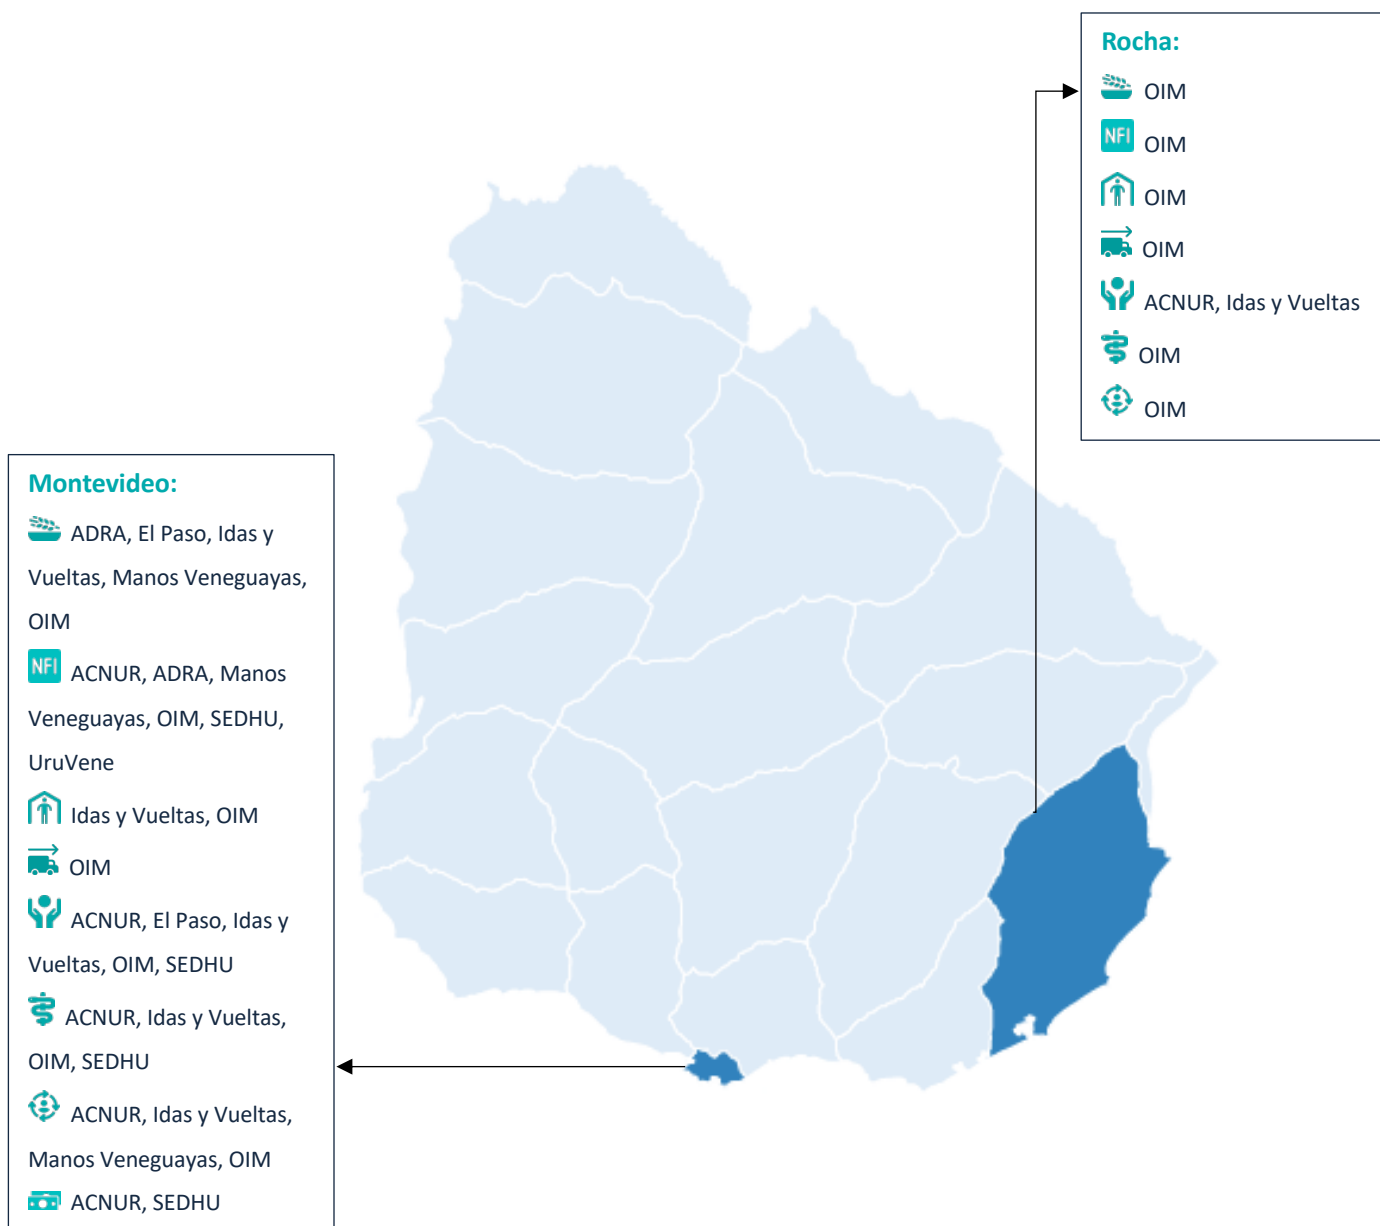 Rocha:
OIM
NFI OIM
OIM
OIM
ACNUR, Idas y Vueltas
OIM
OIM
Montevideo:
ADRA, El Paso, Idas y
Vueltas, Manos Veneguayas,
OIM
NFI ACNUR, ADRA, Manos
Veneguayas, OIM, SEDHU,
UruVene
Idas y Vueltas, OIM
OIM
ACNUR, El Paso, Idas y
Vueltas, OIM, SEDHU
ACNUR, Idas y Vueltas,
OIM, SEDHU
ACNUR, Idas y Vueltas,
Manos Veneguayas, OIM
ACNUR, SEDHU